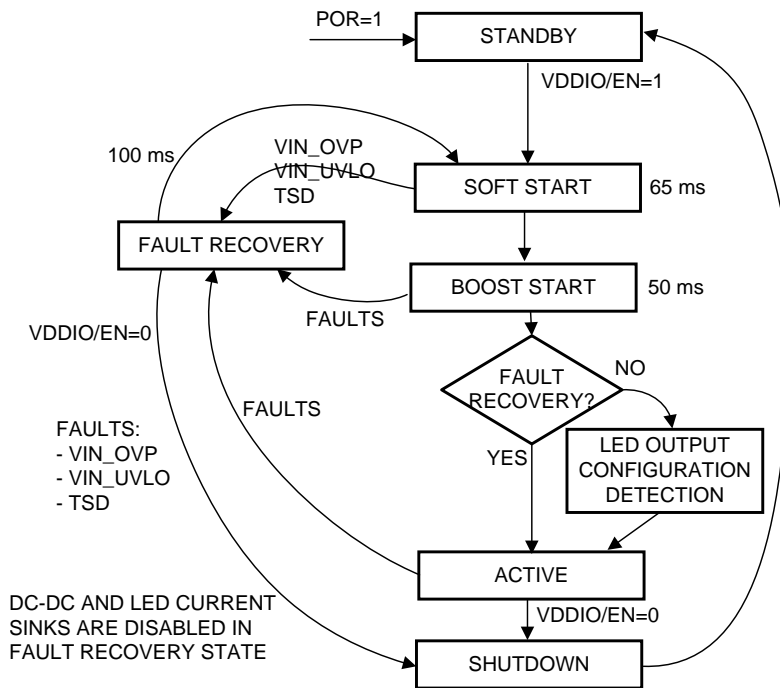 POR=1
STANDBY
VDDIO/EN=1
100 ms
VIN_OVP
VIN_UVLO
TSD
SOFT START
65 ms
FAULT RECOVERY
BOOST START
50 ms
FAULTS
VDDIO/EN=0
FAULT
RECOVERY?
NO
YES
FAULTS
LED OUTPUT
CONFIGURATION
DETECTION
FAULTS:
- VIN_OVP
- VIN_UVLO
- TSD
ACTIVE
VDDIO/EN=0
DC-DC AND LED CURRENT
SINKS ARE DISABLED IN
FAULT RECOVERY STATE
SHUTDOWN